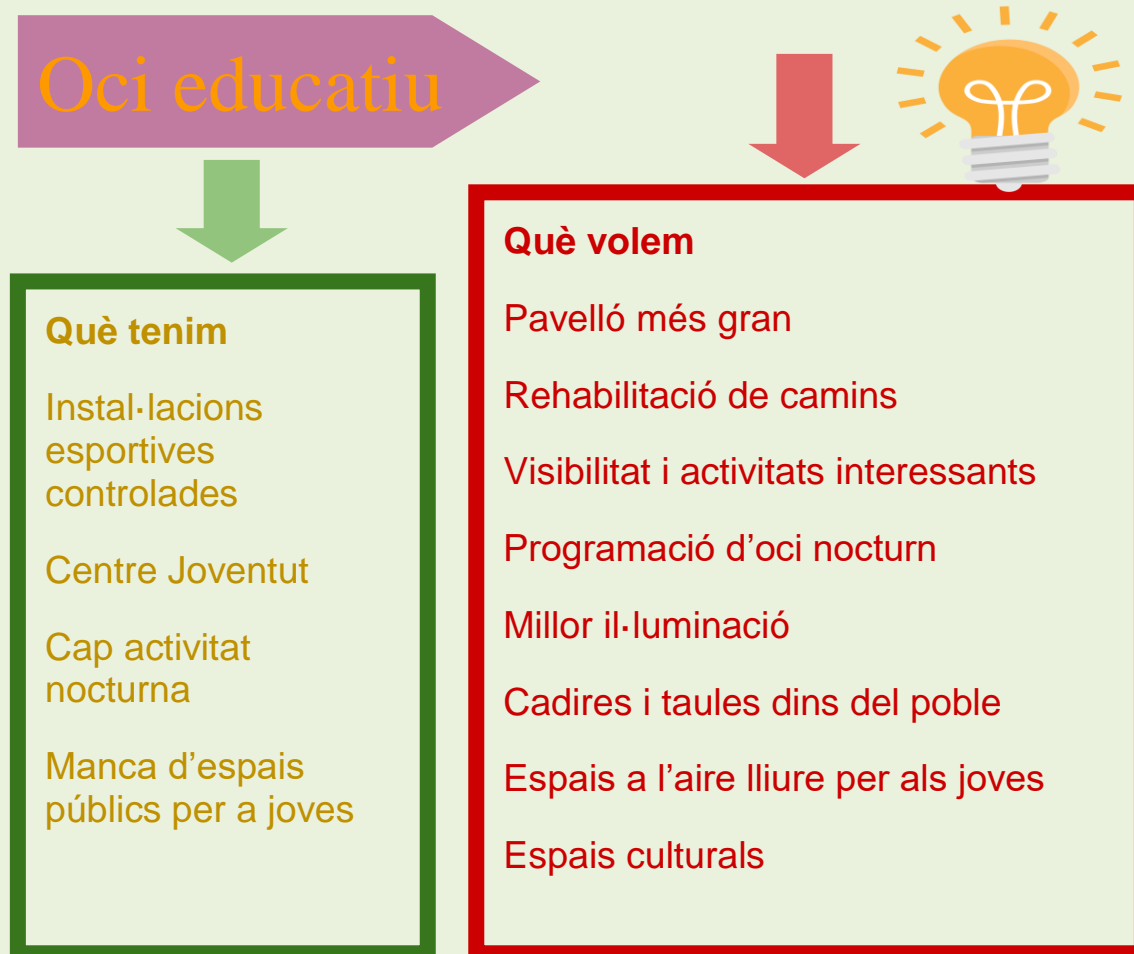 Oci educatiu
Què tenim
Instal·lacions
esportives
controlades
Centre Joventut
Cap activitat
nocturna
Manca d’espais
públics per a joves
Què volem
Pavelló més gran
Rehabilitació de camins
Visibilitat i activitats interessants
Programació d’oci nocturn
Millor il·luminació
Cadires i taules dins del poble
Espais a l’aire lliure per als joves
Espais culturals